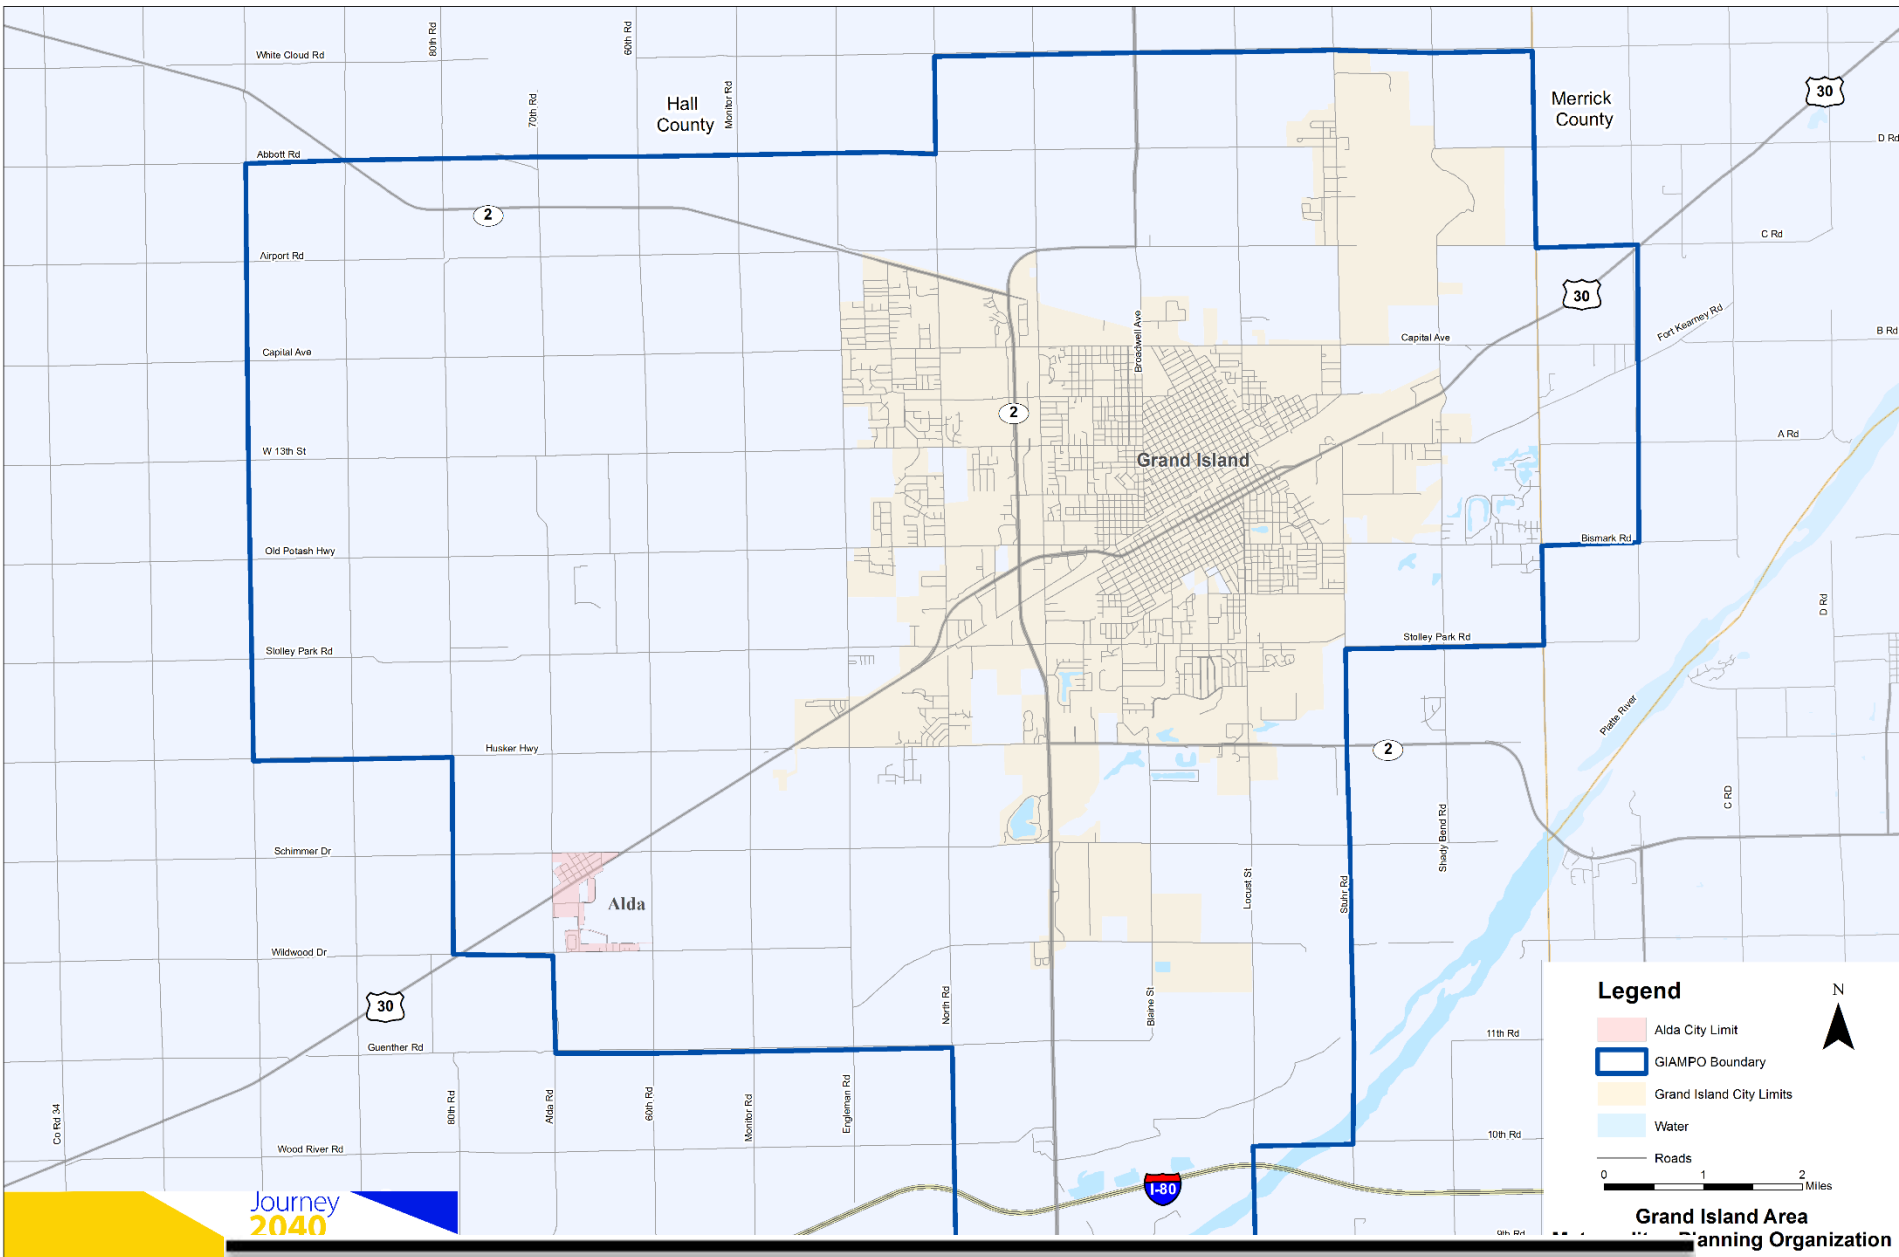 80th Rd
60th Rd
White Cloud Rd
Hall
County
Monitor Rd
70th Rd
Merrick
County
30
D Rd
Abbott Rd
2
C Rd
Airport Rd
30
Fort Kearney Rd
B Rd
Broadwell Ave
Capital Ave
Capital Ave
2
A Rd
W 13th St
Grand Island
Old Potash Hwy
Bismark Rd
D Rd
Stolley Park Rd
Stolley Park Rd
Platte River
Husker Hwy
2
C RD
Shady Bend Rd
Schimmer Dr
Locust St
Stuhr Rd
Alda
Wildwood Dr
30
North Rd
Blaine St
Guenther Rd
11th Rd
Co Rd 34
80th Rd
Alda Rd
60th Rd
Monitor Rd
Engleman Rd
Wood River Rd
10th Rd
I-80
9th Rd
Legend
N
Alda City Limit
GIAMPO Boundary
Grand Island City Limits
Water
Roads
0 1 2
Miles
Grand Island Area
Planning Organization
Journey
2040